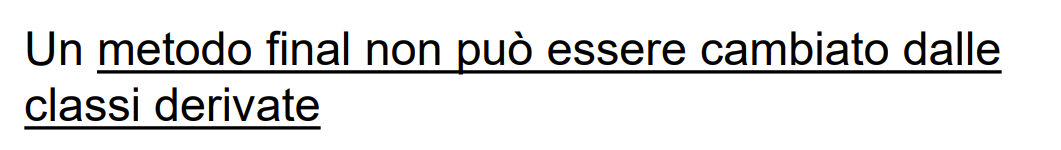 Un metodo final non può essere cambiato dalle
classi derivate